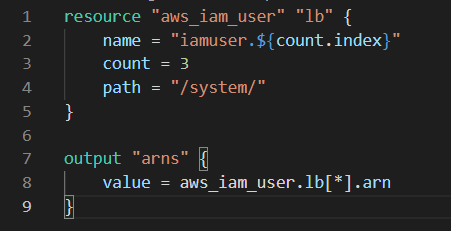 1 resource "aws_iam_user" "lb" {
2     name = "iamuser.${count.index}"
3     count = 3
4     path = "/system/"
5 }
6
7 output "arns" {
8     value = aws_iam_user.lb[*].arn
9 }